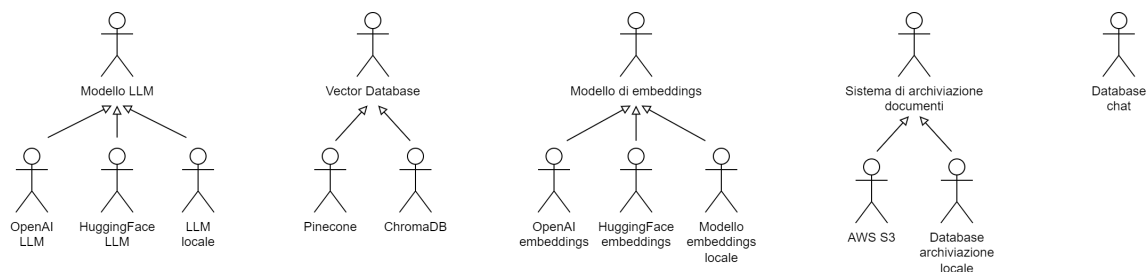 Modello LLM
Vector Database
Modello di embeddings
Sistema di archiviazione
documenti
Database
chat
OpenAI
LLM
HuggingFace
LLM
LLM
locale
Pinecone
ChromaDB
OpenAI
embeddings
HuggingFace
embeddings
Modello
embeddings
locale
AWS S3
Database
archiviazione
locale